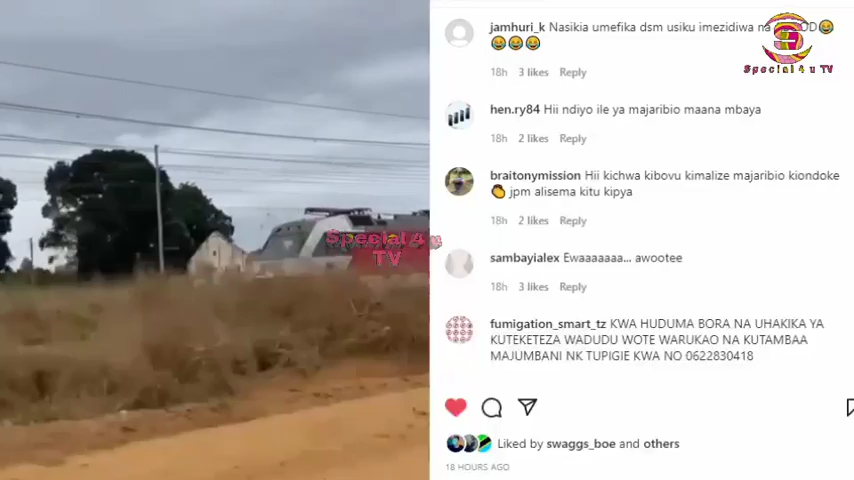 jamhuri_k Nasikia umefika dsm usiku imezidiwa na
18h 3 likes Reply
hen.ry84 Hii ndiyo ile ya majaribio maana mbaya
18h 2 likes Reply
braitonymission Hii kichwa kibovu kimalize majaribio kiondoke
jpm alisema kitu kipya
18h 2 likes Reply
sambayialex Ewaaaaaaa... awootee
18h 3 likes Reply
fumigation_smart_tz KWA HUDUMA BORA NA UHAKIKA YA
KUTEKETEZA WADUDU WOTE WARUKAO NA KUTAMBAA
MAJUMBANI NK TUPIGIE KWA NO 0622830418
Liked by swaggs_boe and others
18 HOURS AGO
Special 4 u TV
Special 4 u
TV